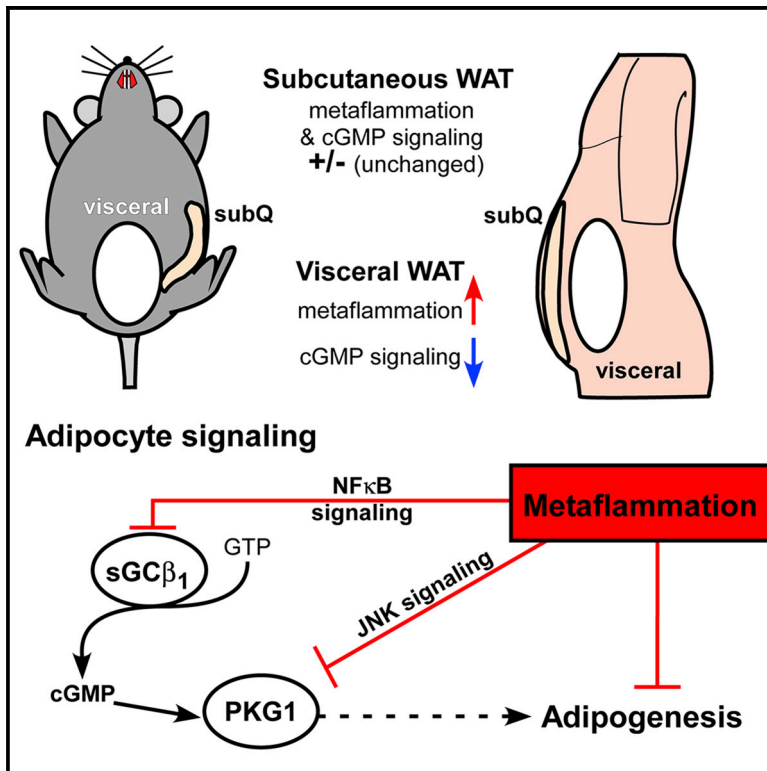 Subcutaneous WAT
metaflammation
& cGMP signaling
+/- (unchanged)
visceral
subQ
subQ
Visceral WAT
metaflammation
cGMP signaling
visceral
Adipocyte signaling
NFκB
signaling
Metaflammation
sGCβ1
GTP
JNK signaling
cGMP
PKG1
Adipogenesis